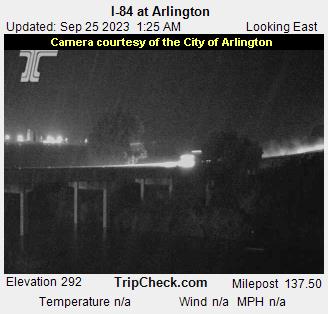 I-84 at Arlington
Updated: Sep 25 2023 1:25 AM Looking East
Camera courtesy of the City of Arlington
Elevation 292 TripCheck.com Milepost 137.50
Temperature n/a Wind n/a MPH n/a